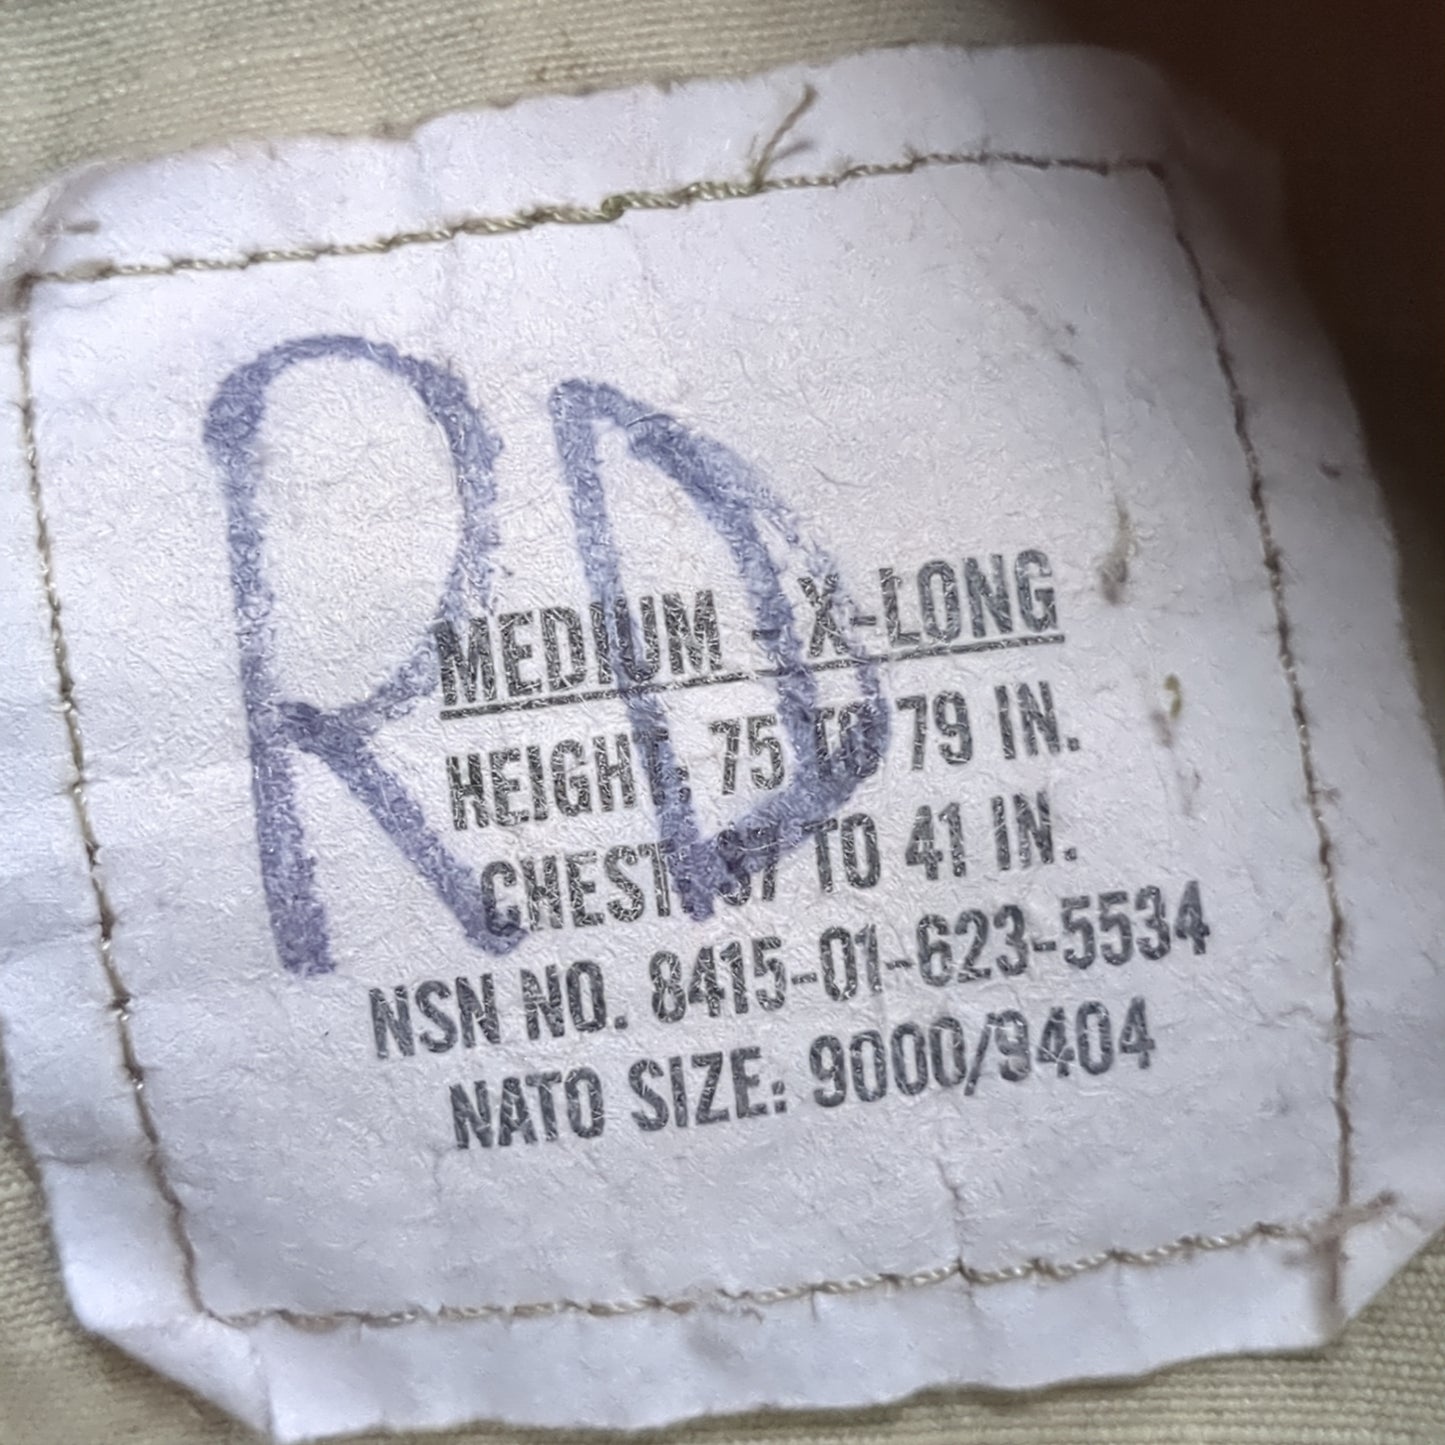 RD
MEDIUM - X-LONG
HEIGHT: 75 TO 79 IN.
CHEST: 37 TO 41 IN.
NSN NO. 8415-01-623-5534
NATO SIZE: 9000/9404